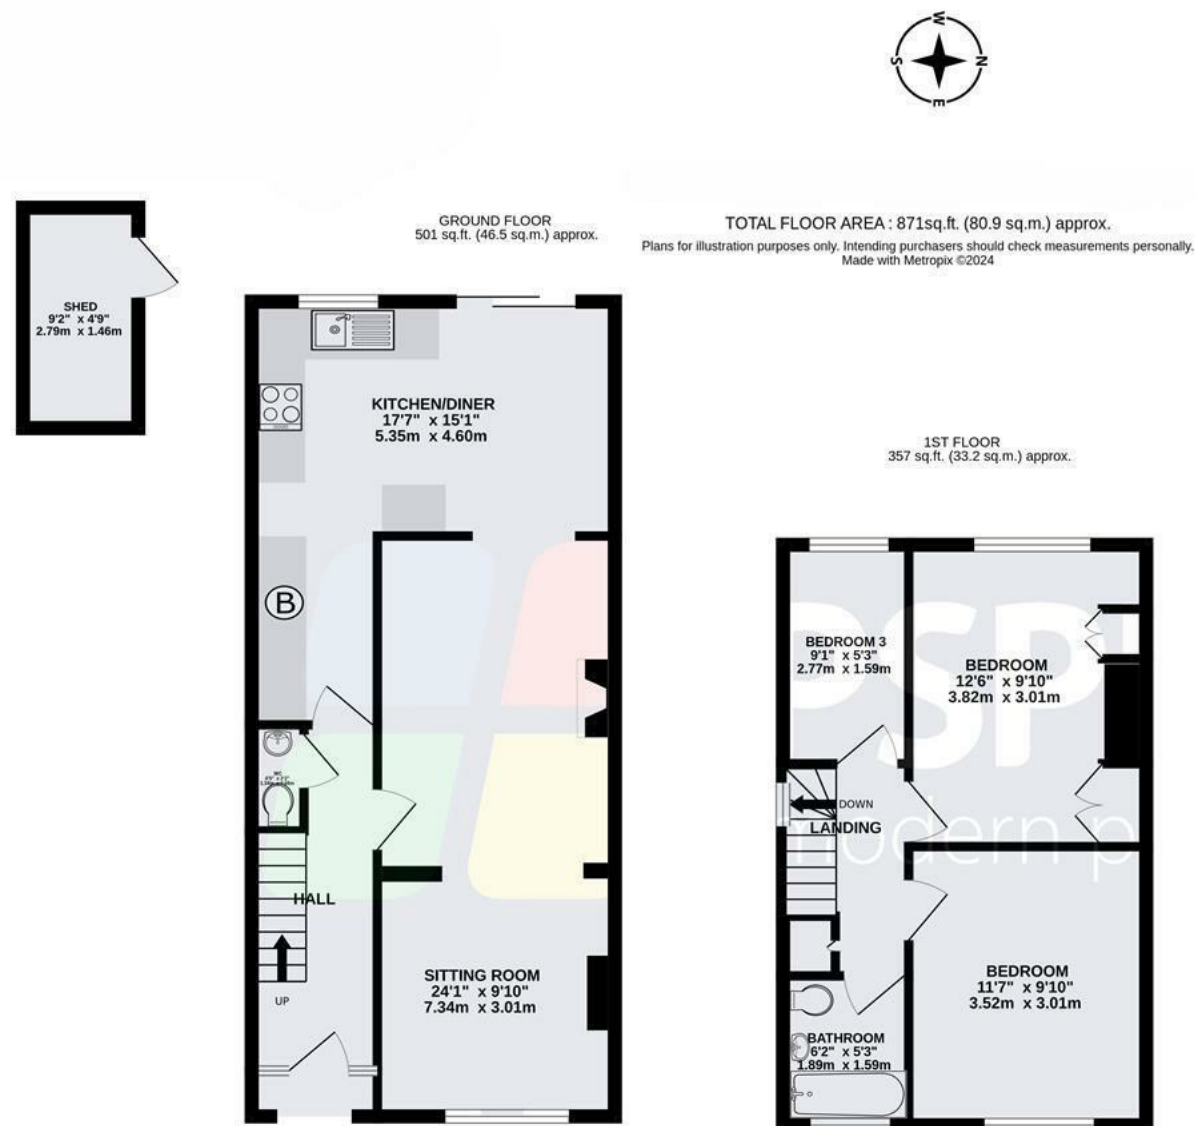 W
S
N
E
GROUND FLOOR
501 sq.ft. (46.5 sq.m.) approx.
TOTAL FLOOR AREA : 871sq.ft. (80.9 sq.m.) approx.
Plans for illustration purposes only. Intending purchasers should check measurements personally.
Made with Metropix ©2024
SHED
9'2" x 4'9"
2.79m x 1.46m
KITCHEN/DINER
17'7" x 15'1"
5.35m x 4.60m
B
WC
HALL
UP
SITTING ROOM
24'1" x 9'10"
7.34m x 3.01m
1ST FLOOR
357 sq.ft. (33.2 sq.m.) approx.
BEDROOM 3
9'1" x 5'3"
2.77m x 1.59m
BEDROOM
12'6" x 9'10"
3.82m x 3.01m
DOWN
LANDING
BEDROOM
11'7" x 9'10"
3.52m x 3.01m
BATHROOM
6'2" x 5'3"
1.89m x 1.59m
PSP
modern p